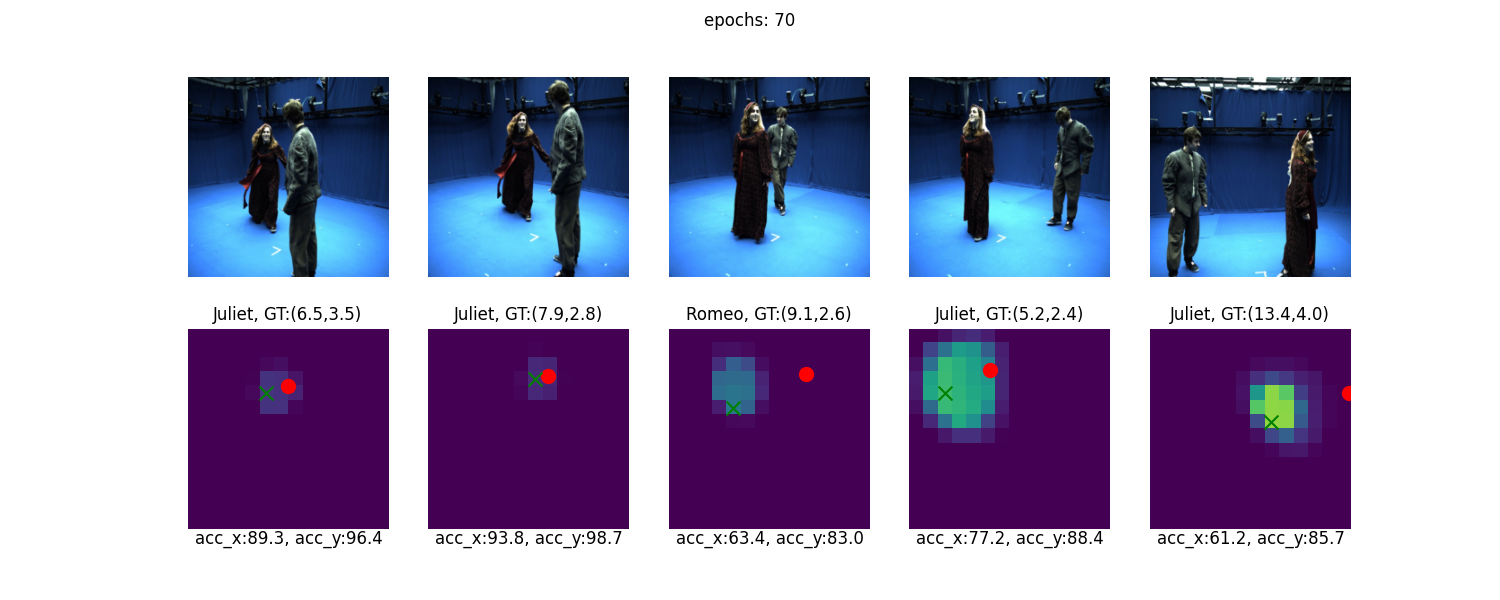 epochs: 70
Juliet, GT:(6.5,3.5)
Juliet, GT:(7.9,2.8)
Romeo, GT:(9.1,2.6)
Juliet, GT:(5.2,2.4)
Juliet, GT:(13.4,4.0)
acc_x:89.3, acc_y:96.4
acc_x:93.8, acc_y:98.7
acc_x:63.4, acc_y:83.0
acc_x:77.2, acc_y:88.4
acc_x:61.2, acc_y:85.7